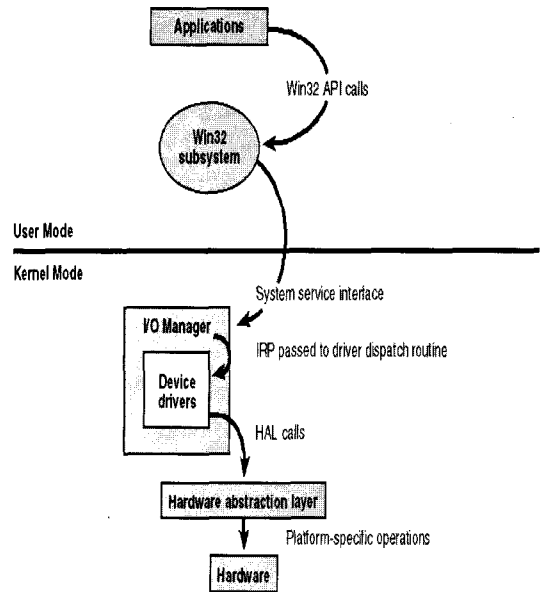 Applications
Win32 API calls
Win32
subsystem
User Mode
Kernel Mode
System service interface
I/O Manager
IRP passed to driver dispatch routine
Device
drivers
HAL calls
Hardware abstraction layer
Platform-specific operations
Hardware